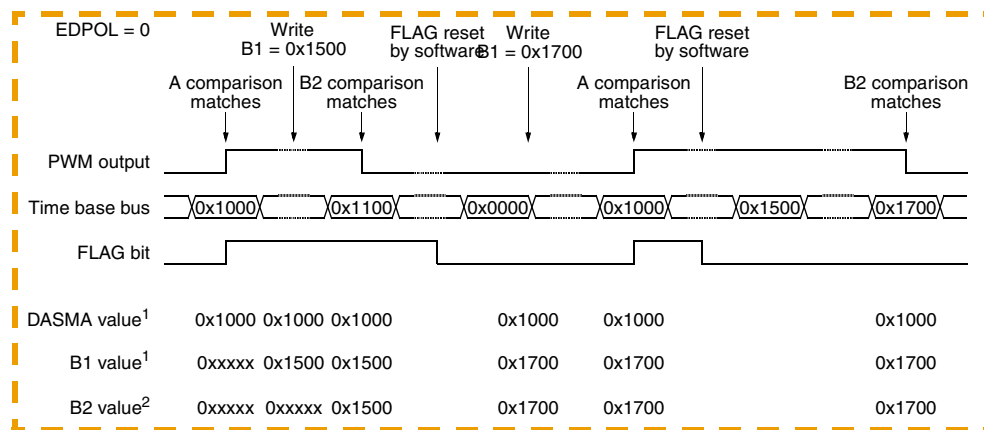 EDPOL = 0
Write
B1 = 0x1500
FLAG reset
by software
Write
B1 = 0x1700
FLAG reset
by software
A comparison
matches
B2 comparison
matches
A comparison
matches
B2 comparison
matches
PWM output
Time base bus 0x1000 0x1100 0x0000 0x1000 0x1500 0x1700
FLAG bit
DASMA value1 0x1000 0x1000 0x1000 0x1000 0x1000 0x1000
B1 value1 0xxxxx 0x1500 0x1500 0x1700 0x1700 0x1700
B2 value2 0xxxxx 0xxxxx 0x1500 0x1700 0x1700 0x1700